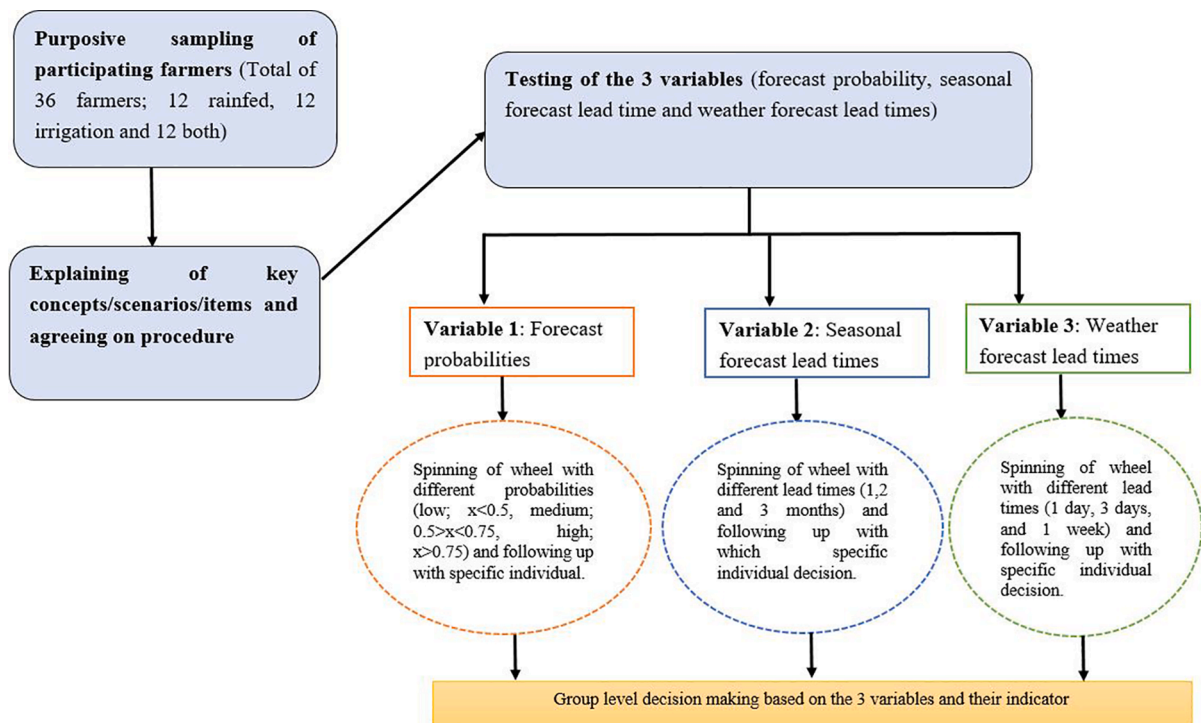 Purposive sampling of
participating farmers (Total of
36 farmers; 12 rainfed, 12
irrigation and 12 both)
Explaining of key
concepts/scenarios/items and
agreeing on procedure
Testing of the 3 variables (forecast probability, seasonal
forecast lead time and weather forecast lead times)
Variable 1: Forecast
probabilities
Variable 2: Seasonal
forecast lead times
Variable 3: Weather
forecast lead times
Spinning of wheel with
different probabilities
(low; x<0.5, medium;
0.5>x<0.75, high;
x>0.75) and following up
with specific individual.
Spinning of wheel with
different lead times (1,2
and 3 months) and
following up with
which specific
individual decision.
Spinning of wheel
with different lead
times (1 day, 3 days,
and 1 week) and
following up with
specific individual
decision.
Group level decision making based on the 3 variables and their indicator